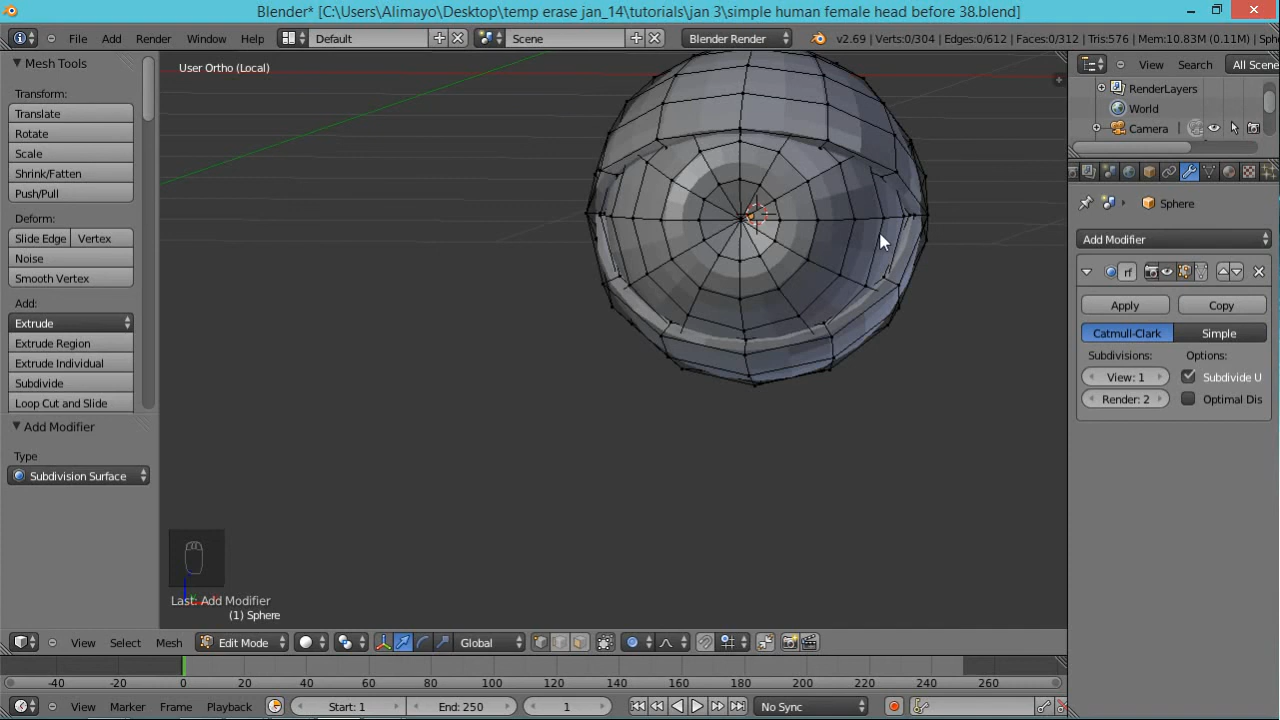 Blender* [C:\Users\Alimayo\Desktop\temp erase jan_14\tutorials\jan 3\simple human female head before 38.blend]
File Add Render Window Help Default Scene Blender Render v2.69 | Verts:0/304 | Edges:0/612 | Faces:0/312 | Tris:576 | Mem:10.83M (0.11M) | Sphe
Mesh Tools
Transform:
Translate
Rotate
Scale
Shrink/Fatten
Push/Pull
Deform:
Slide Edge Vertex
Noise
Smooth Vertex
Add:
Extrude
Extrude Region
Extrude Individual
Subdivide
Loop Cut and Slide
Add Modifier
Type
Subdivision Surface
User Ortho (Local)
Last: Add Modifier
(1) Sphere
View Search All Scene
RenderLayers
World
Camera
Sphere
Add Modifier
rf
Apply Copy
Catmull-Clark Simple
Subdivisions: Options:
View: 1 Subdivide U
Render: 2 Optimal Dis
View Select Mesh Edit Mode Global
-40 -20 0 20 40 60 80 100 120 140 160 180 200 220 240 260
View Marker Frame Playback Start: 1 End: 250 1 No Sync